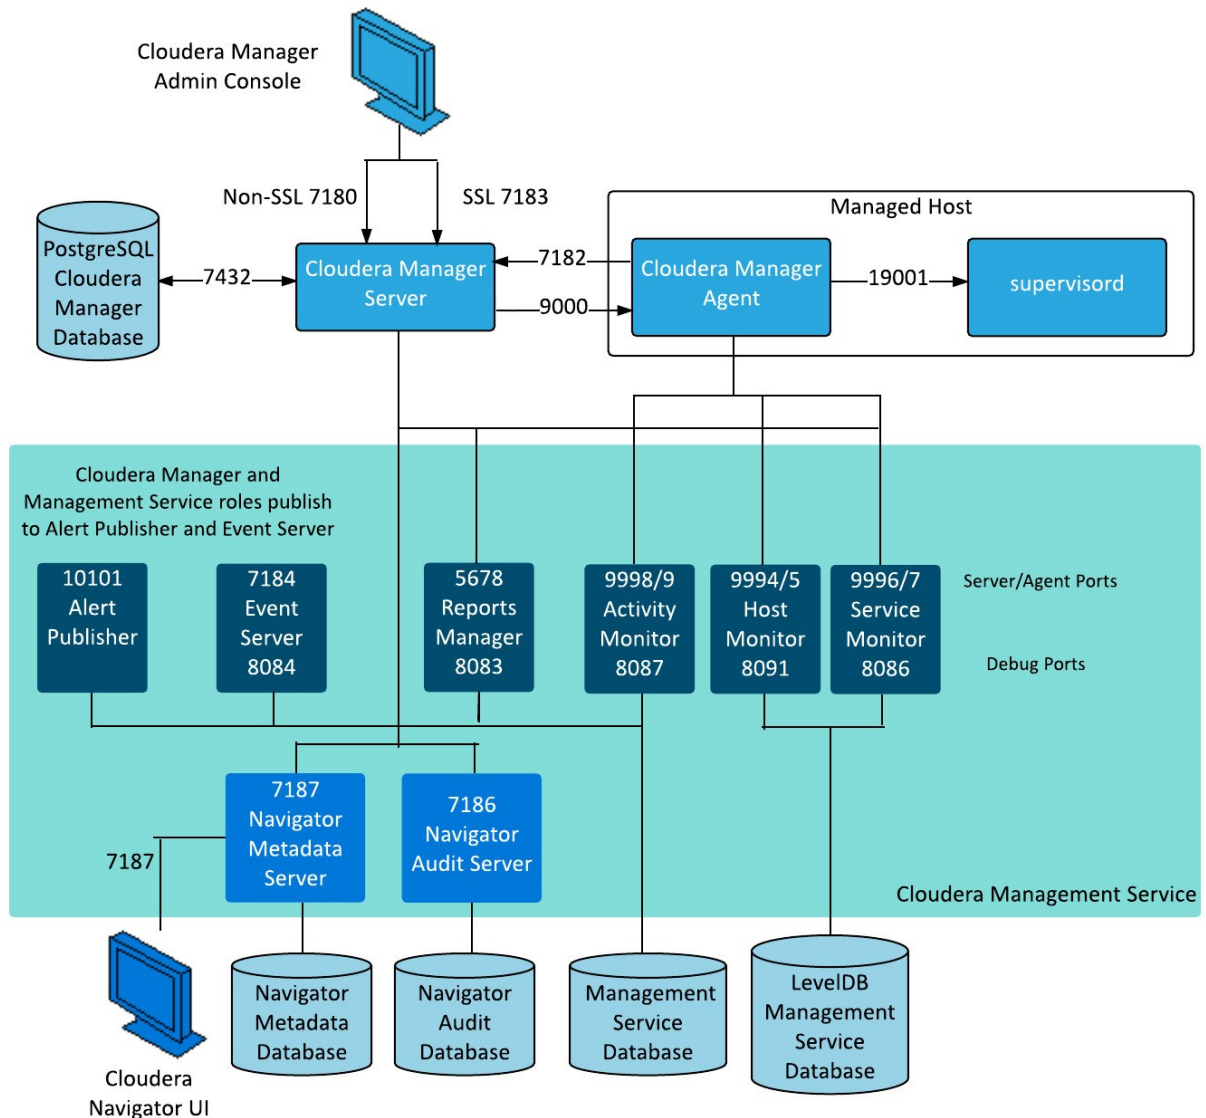 Cloudera Manager
Admin Console
Non-SSL 7180
SSL 7183
Managed Host
PostgreSQL
Cloudera
Manager
Database
7432
Cloudera Manager
Server
7182
9000
Cloudera Manager
Agent
19001
supervisord
Cloudera Manager and
Management Service roles publish
to Alert Publisher and Event Server
10101
Alert
Publisher
7184
Event
Server
8084
5678
Reports
Manager
8083
9998/9
Activity
Monitor
8087
9994/5
Host
Monitor
8091
9996/7
Service
Monitor
8086
Server/Agent Ports
Debug Ports
7187
Navigator
Metadata
Server
7186
Navigator
Audit Server
7187
Cloudera Management Service
Cloudera
Navigator UI
Navigator
Metadata
Database
Navigator
Audit
Database
Management
Service
Database
LevelDB
Management
Service
Database